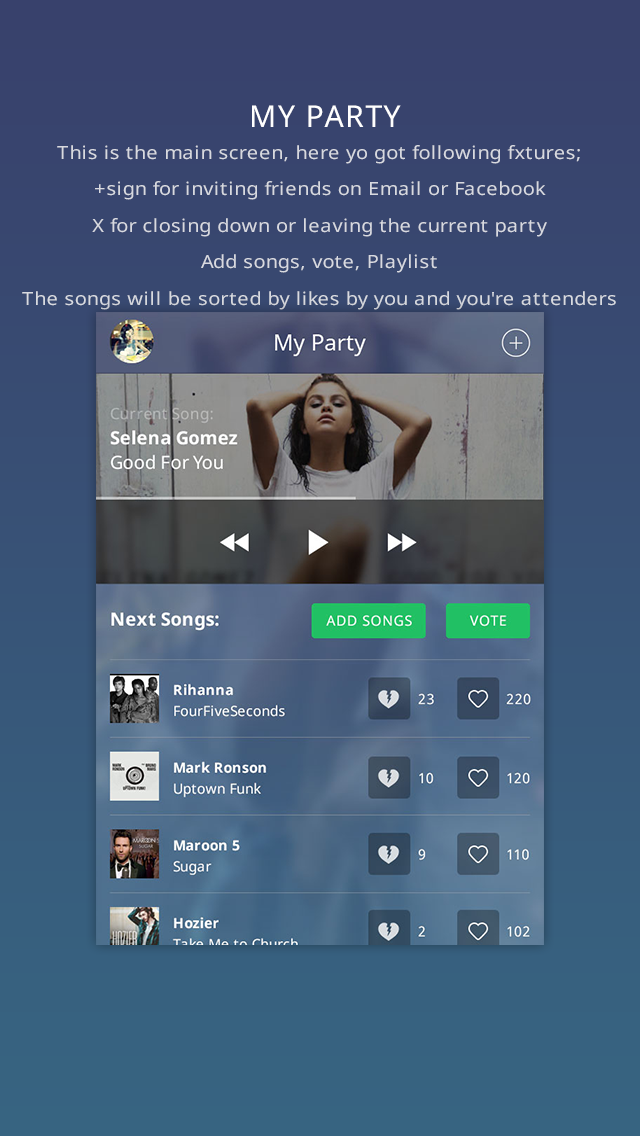 MY PARTY
This is the main screen, here yo got following fxtures;
+sign for inviting friends on Email or Facebook
X for closing down or leaving the current party
Add songs, vote, Playlist
The songs will be sorted by likes by you and you're attenders
My Party
Current Song:
Selena Gomez
Good For You
Next Songs:
ADD SONGS
VOTE
Rihanna
FourFiveSeconds
23
220
Mark Ronson
Uptown Funk
10
120
MAROON 5
SUGAR
Maroon 5
Sugar
9
110
HOZIER
Hozier
Take Me to Church
2
102